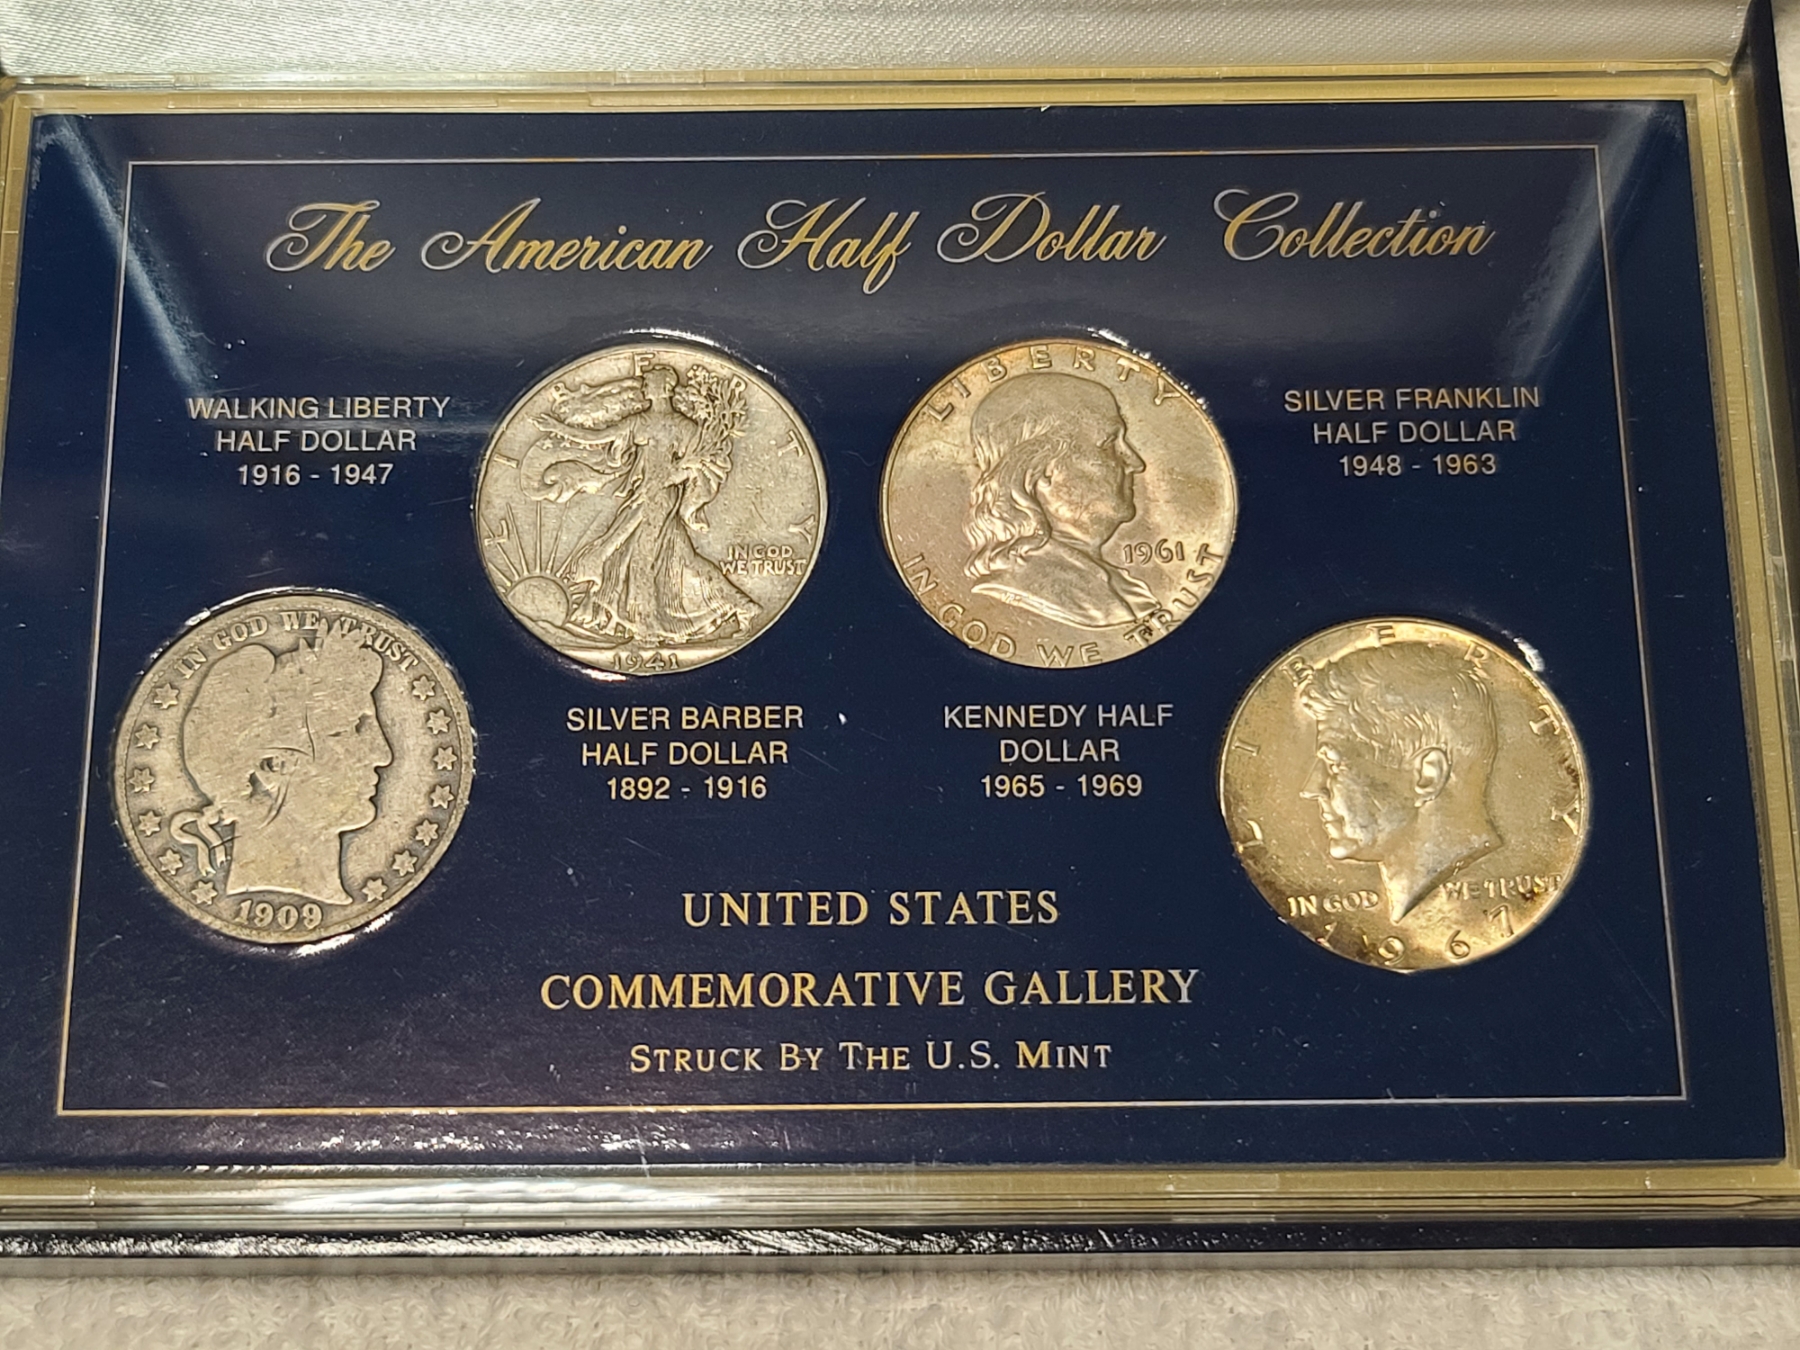 The American Half Dollar Collection
WALKING LIBERTY
HALF DOLLAR
1916 - 1947
LIBERTY
IN GOD
WE TRUST
1941
LIBERTY
1961
IN GOD WE TRUST
SILVER FRANKLIN
HALF DOLLAR
1948 - 1963
IN GOD WE TRUST
1909
SILVER BARBER
HALF DOLLAR
1892 - 1916
KENNEDY HALF
DOLLAR
1965 - 1969
LIBERTY
IN GOD WE TRUST
1967
UNITED STATES
COMMEMORATIVE GALLERY
STRUCK BY THE U.S. MINT